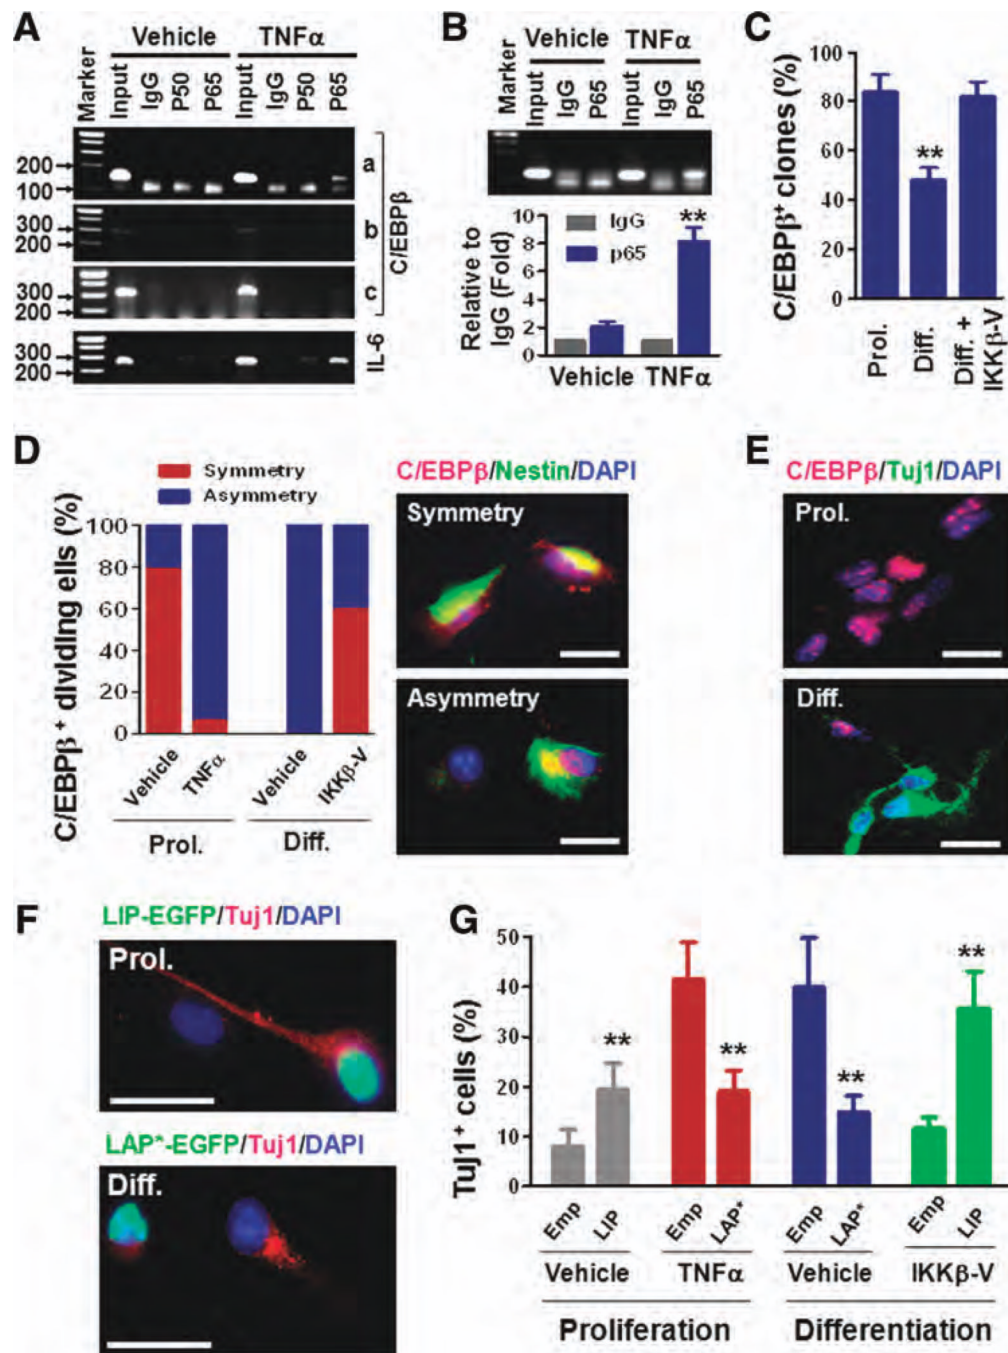 A
Vehicle
TNFα
Marker
Input
IgG
P50
P65
Input
IgG
P50
P65
200
100
a
300
200
b
300
200
c
C/EBPβ
300
200
IL-6
B
Vehicle
TNFα
Marker
Input
IgG
P65
Input
IgG
P65
Relative to
IgG (Fold)
10
8
6
4
2
0
IgG
p65
**
Vehicle
TNFα
C
C/EBPβ⁺ clones (%)
100
80
60
40
20
0
**
Prol.
Diff.
Diff. +
IKKβ-V
D
Symmetry
Asymmetry
C/EBPβ⁺ dividing ells (%)
100
80
60
40
20
0
Vehicle
TNFα
Vehicle
IKKβ-V
Prol.
Diff.
C/EBPβ/Nestin/DAPI
Symmetry
Asymmetry
E
C/EBPβ/Tuj1/DAPI
Prol.
Diff.
F
LIP-EGFP/Tuj1/DAPI
Prol.
LAP*-EGFP/Tuj1/DAPI
Diff.
G
Tuj1⁺ cells (%)
50
40
30
20
10
0
**
**
**
**
Emp
LIP
Emp
LAP*
Emp
LAP*
Emp
LIP
Vehicle
TNFα
Vehicle
IKKβ-V
Proliferation
Differentiation